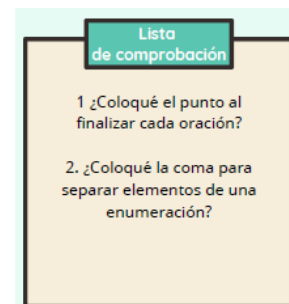 Lista
de comprobación
1 ¿Coloqué el punto al
finalizar cada oración?
2. ¿Coloqué la coma para
separar elementos de una
enumeración?